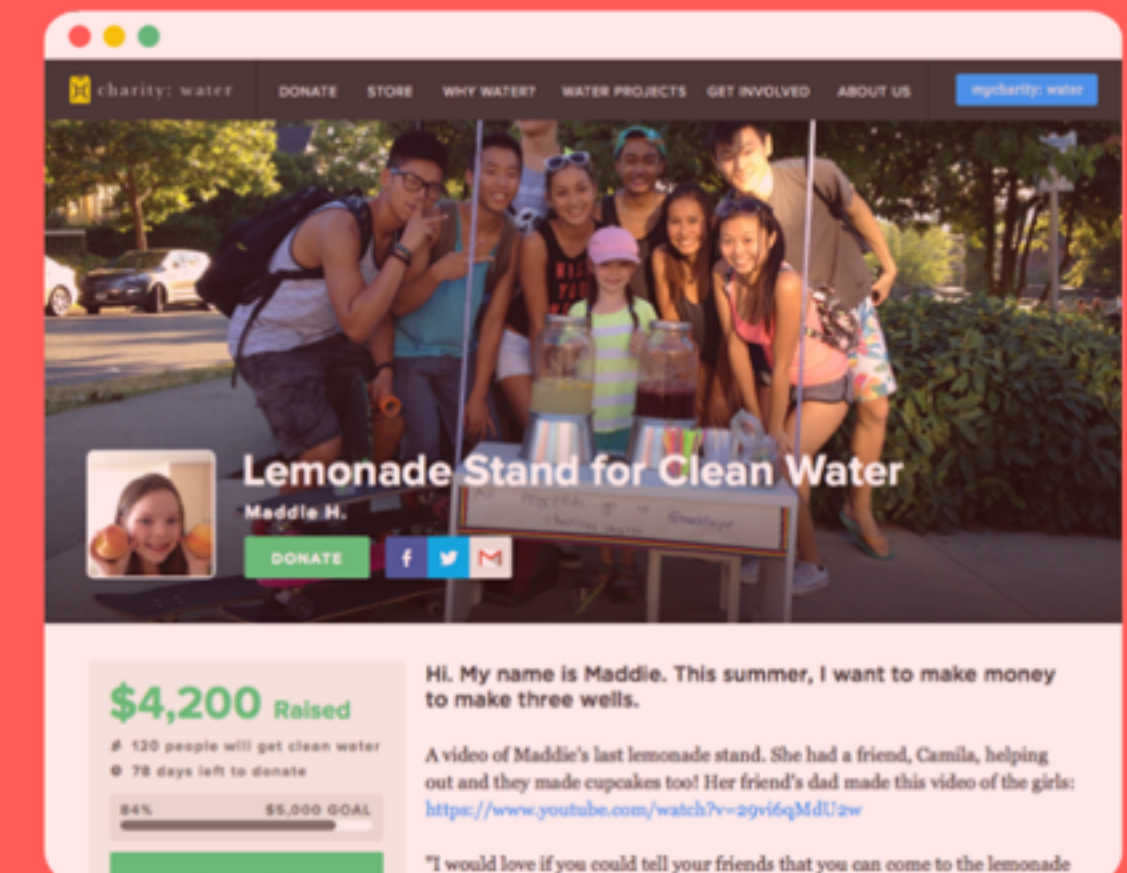 charity: water
DONATE STORE WHY WATER? WATER PROJECTS GET INVOLVED ABOUT US mycharity: water
Lemonade Stand for Clean Water
Maddie H.
DONATE
f
$4,200 Raised
120 people will get clean water
78 days left to donate
84% $5,000 GOAL
Hi. My name is Maddie. This summer, I want to make money
to make three wells.
A video of Maddie's last lemonade stand. She had a friend, Camila, helping
out and they made cupcakes too! Her friend's dad made this video of the girls:
https://www.youtube.com/watch?v=29vi6qMdU2w
"I would love if you could tell your friends that you can come to the lemonade